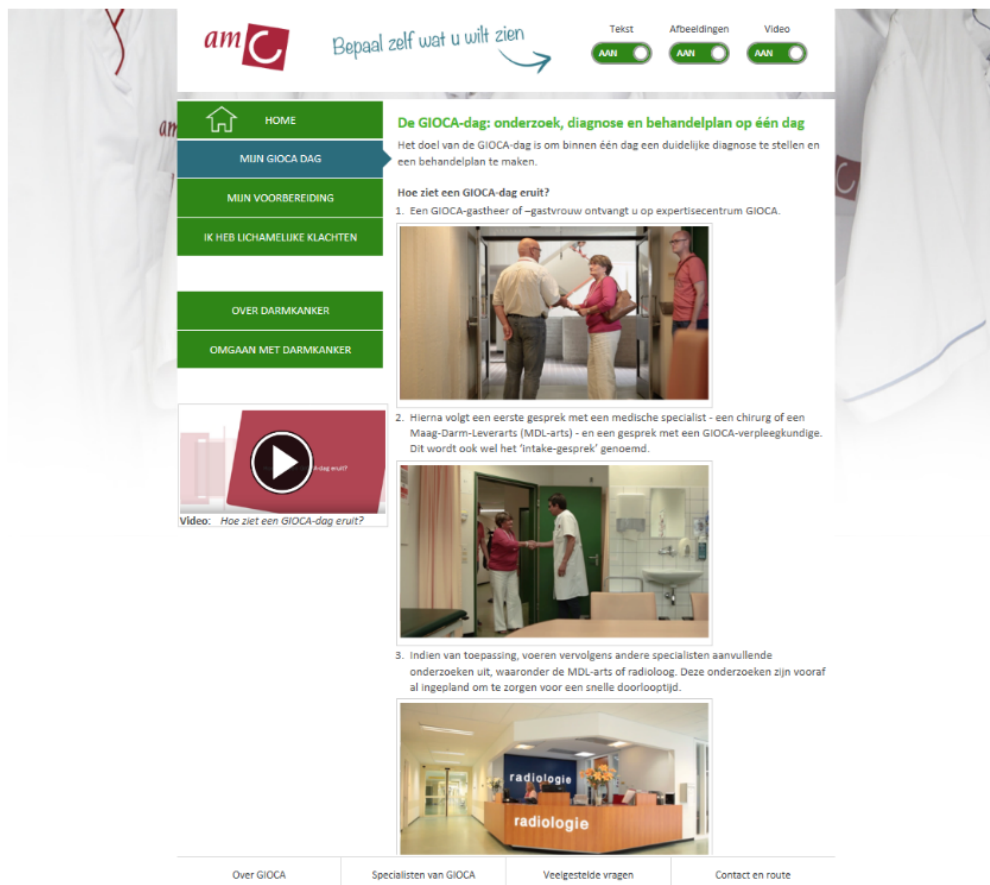 amC
Bepaal zelf wat u wilt zien
Tekst
Afbeeldingen
Video
AAN
AAN
AAN
HOME
MIJN GIOCA DAG
MIJN VOORBEREIDING
IK HEB LICHAMELIJKE KLACHTEN
OVER DARMKANKER
OMGAAN MET DARMKANKER
Video: Hoe ziet een GIOCA-dag eruit?
De GIOCA-dag: onderzoek, diagnose en behandelplan op één dag
Het doel van de GIOCA-dag is om binnen één dag een duidelijke diagnose te stellen en
een behandelplan te maken.
Hoe ziet een GIOCA-dag eruit?
1. Een GIOCA-gastheer of –gastvrouw ontvangt u op expertisecentrum GIOCA.
2. Hierna volgt een eerste gesprek met een medische specialist - een chirurg of een
Maag-Darm-Leverarts (MDL-arts) - en een gesprek met een GIOCA-verpleegkundige.
Dit wordt ook wel het ‘intake-gesprek’ genoemd.
3. Indien van toepassing, voeren vervolgens andere specialisten aanvullende
onderzoeken uit, waaronder de MDL-arts of radioloog. Deze onderzoeken zijn vooraf
al ingepland om te zorgen voor een snelle doorlooptijd.
radiologie
radiologie
Over GIOCA
Specialisten van GIOCA
Veelgestelde vragen
Contact en route